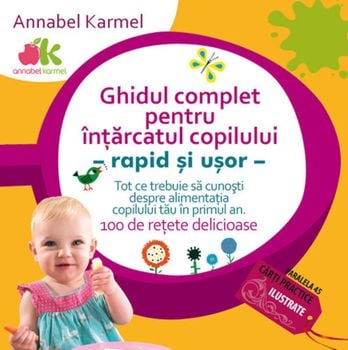 Annabel Karmel
annabel karmel
Ghidul complet
pentru
înțărcatul copilului
– rapid și ușor –
Tot ce trebuie să cunoști
despre alimentația
copilului tău în primul an.
100 de rețete delicioase
PARALELA 45
CĂRȚI PRACTICE
ILUSTRATE